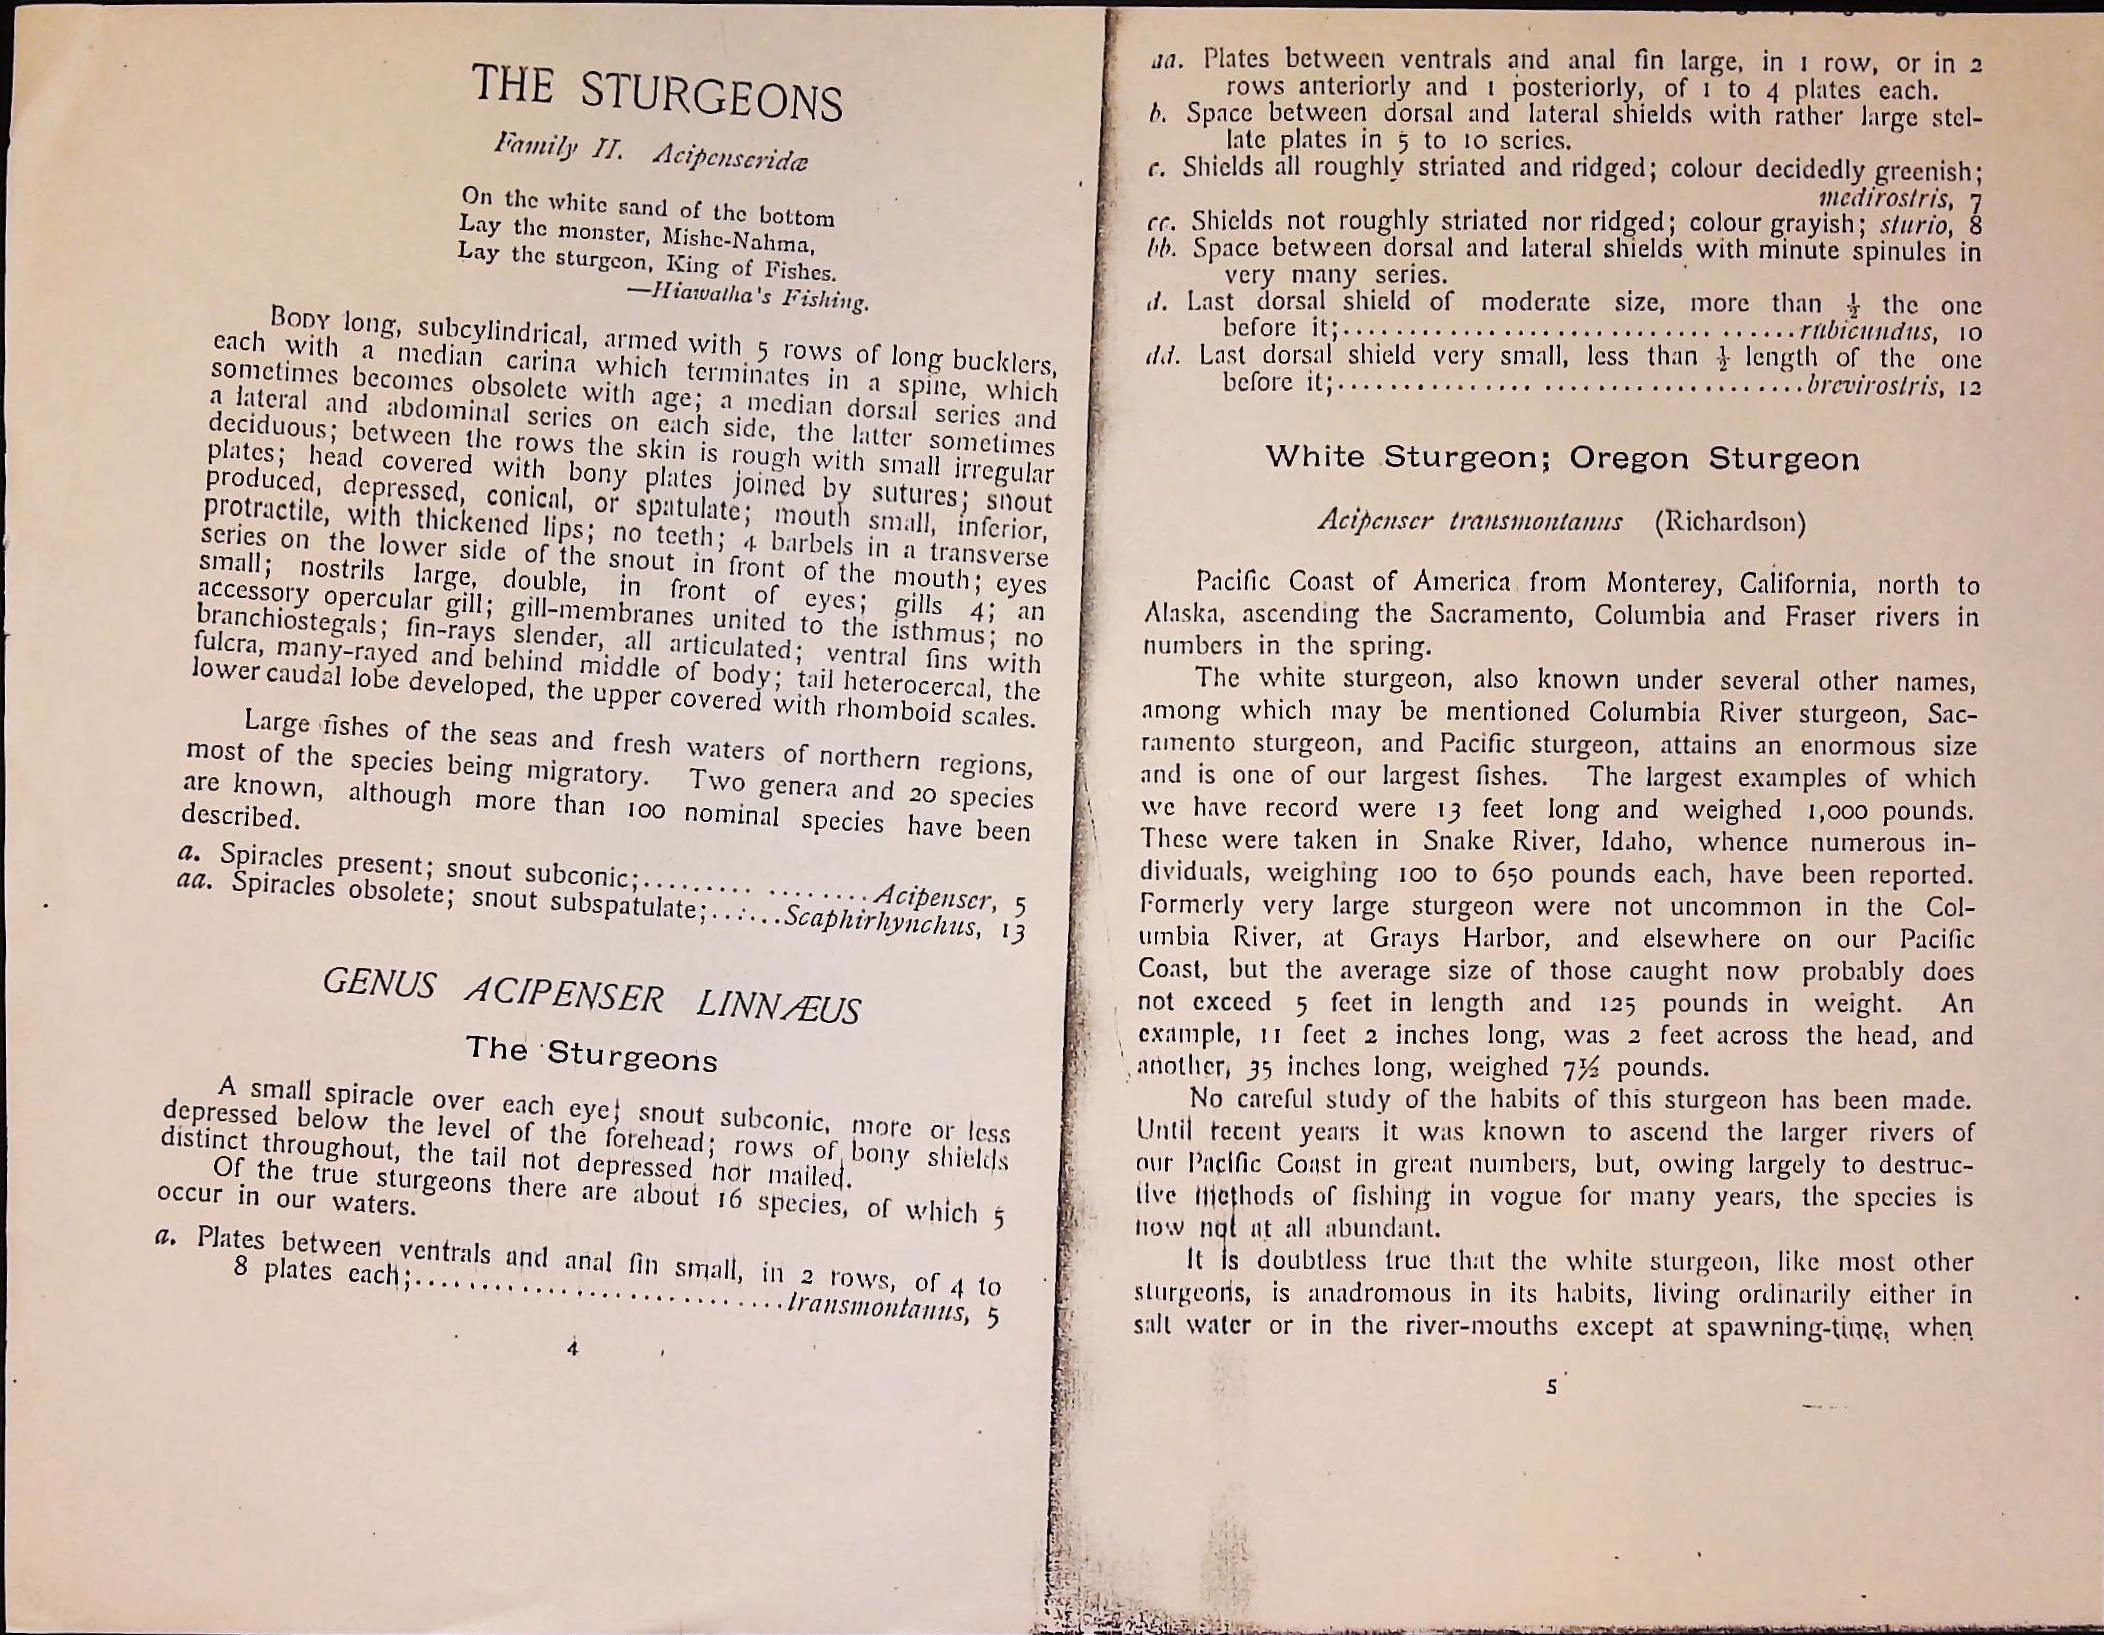 THE STURGEONS
Family II. Acipenseridæ
On the white sand of the bottom
Lay the monster, Mishe-Nahma,
Lay the sturgeon, King of Fishes.
—Hiawatha's Fishing.
BODY long, subcylindrical, armed with 5 rows of long bucklers,
each with a median carina which terminates in a spine, which
sometimes becomes obsolete with age; a median dorsal series and
a lateral and abdominal series on each side, the latter sometimes
deciduous; between the rows the skin is rough with small irregular
plates; head covered with bony plates joined by sutures; snout
produced, depressed, conical, or spatulate; mouth small, inferior,
protractile, with thickened lips; no teeth; 4 barbels in a transverse
series on the lower side of the snout in front of the mouth; eyes
small; nostrils large, double, in front of eyes; gills 4; an
accessory opercular gill; gill-membranes united to the isthmus; no
branchiostegals; fin-rays slender, all articulated; ventral fins with
fulcra, many-rayed and behind middle of body; tail heterocercal, the
lower caudal lobe developed, the upper covered with rhomboid scales.
Large fishes of the seas and fresh waters of northern regions,
most of the species being migratory. Two genera and 20 species
are known, although more than 100 nominal species have been
described.
a. Spiracles present; snout subconic;.................Acipenser, 5
aa. Spiracles obsolete; snout subspatulate;.......Scaphirhynchus, 13
GENUS ACIPENSER LINNÆUS
The Sturgeons
A small spiracle over each eye; snout subconic, more or less
depressed below the level of the forehead; rows of bony shields
distinct throughout, the tail not depressed nor mailed.
Of the true sturgeons there are about 16 species, of which 5
occur in our waters.
a. Plates between ventrals and anal fin small, in 2 rows, of 4 to
8 plates each;..............................transmontanus, 5
4
aa. Plates between ventrals and anal fin large, in 1 row, or in 2
rows anteriorly and 1 posteriorly, of 1 to 4 plates each.
b. Space between dorsal and lateral shields with rather large stel-
late plates in 5 to 10 series.
c. Shields all roughly striated and ridged; colour decidedly greenish;
medirostris, 7
cc. Shields not roughly striated nor ridged; colour grayish; sturio, 8
bb. Space between dorsal and lateral shields with minute spinules in
very many series.
d. Last dorsal shield of moderate size, more than ½ the one
before it;...................................rubicundus, 10
dd. Last dorsal shield very small, less than ½ length of the one
before it;...................................brevirostris, 12
White Sturgeon; Oregon Sturgeon
Acipenser transmontanus (Richardson)
Pacific Coast of America from Monterey, California, north to
Alaska, ascending the Sacramento, Columbia and Fraser rivers in
numbers in the spring.
The white sturgeon, also known under several other names,
among which may be mentioned Columbia River sturgeon, Sac-
ramento sturgeon, and Pacific sturgeon, attains an enormous size
and is one of our largest fishes. The largest examples of which
we have record were 13 feet long and weighed 1,000 pounds.
These were taken in Snake River, Idaho, whence numerous in-
dividuals, weighing 100 to 650 pounds each, have been reported.
Formerly very large sturgeon were not uncommon in the Col-
umbia River, at Grays Harbor, and elsewhere on our Pacific
Coast, but the average size of those caught now probably does
not exceed 5 feet in length and 125 pounds in weight. An
example, 11 feet 2 inches long, was 2 feet across the head, and
another, 35 inches long, weighed 7½ pounds.
No careful study of the habits of this sturgeon has been made.
Until recent years it was known to ascend the larger rivers of
our Pacific Coast in great numbers, but, owing largely to destruc-
tive methods of fishing in vogue for many years, the species is
now not at all abundant.
It is doubtless true that the white sturgeon, like most other
sturgeons, is anadromous in its habits, living ordinarily either in
salt water or in the river-mouths except at spawning-time, when
5